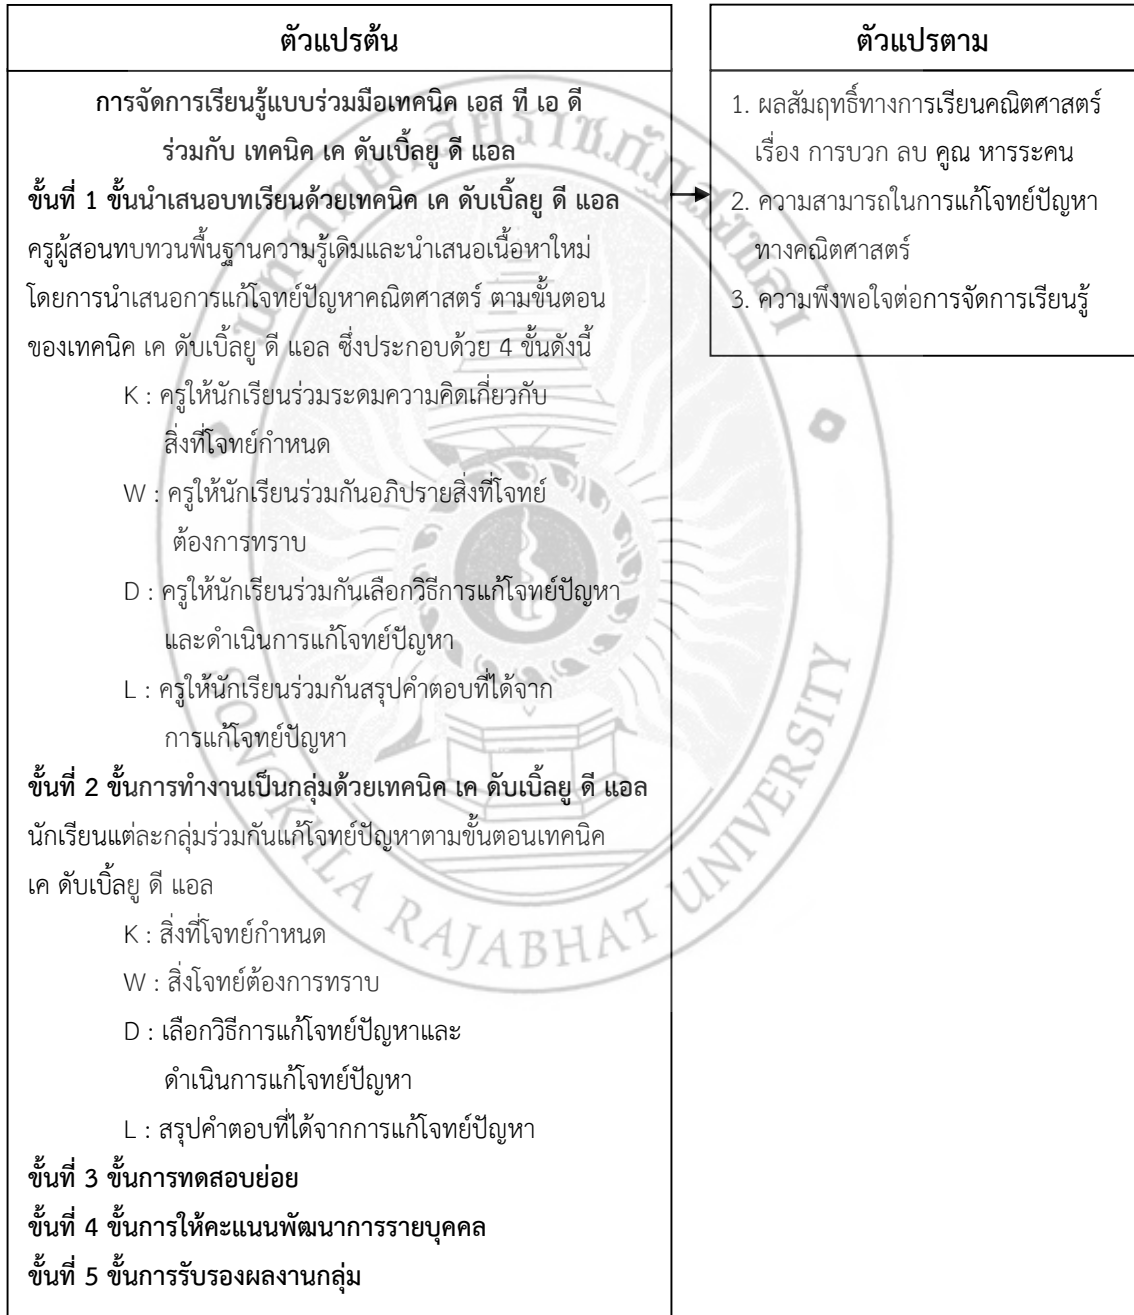 ตัวแปรต้น
การจัดการเรียนรู้แบบร่วมมือเทคนิค เอส ที เอ ดี
ร่วมกับ เทคนิค เค ดับเบิ้ลยู ดี แอล
ขั้นที่ 1 ขั้นนำเสนอบทเรียนด้วยเทคนิค เค ดับเบิ้ลยู ดี แอล
ครูผู้สอนทบทวนพื้นฐานความรู้เดิมและนำเสนอเนื้อหาใหม่
โดยการนำเสนอการแก้โจทย์ปัญหาคณิตศาสตร์ ตามขั้นตอน
ของเทคนิค เค ดับเบิ้ลยู ดี แอล ซึ่งประกอบด้วย 4 ขั้นดังนี้
K : ครูให้นักเรียนร่วมระดมความคิดเกี่ยวกับ
สิ่งที่โจทย์กำหนด
W : ครูให้นักเรียนร่วมกันอภิปรายสิ่งที่โจทย์
ต้องการทราบ
D : ครูให้นักเรียนร่วมกันเลือกวิธีการแก้โจทย์ปัญหา
และดำเนินการแก้โจทย์ปัญหา
L : ครูให้นักเรียนร่วมกันสรุปคำตอบที่ได้จาก
การแก้โจทย์ปัญหา
ขั้นที่ 2 ขั้นการทำงานเป็นกลุ่มด้วยเทคนิค เค ดับเบิ้ลยู ดี แอล
นักเรียนแต่ละกลุ่มร่วมกันแก้โจทย์ปัญหาตามขั้นตอนเทคนิค
เค ดับเบิ้ลยู ดี แอล
K : สิ่งที่โจทย์กำหนด
W : สิ่งโจทย์ต้องการทราบ
D : เลือกวิธีการแก้โจทย์ปัญหาและ
ดำเนินการแก้โจทย์ปัญหา
L : สรุปคำตอบที่ได้จากการแก้โจทย์ปัญหา
ขั้นที่ 3 ขั้นการทดสอบย่อย
ขั้นที่ 4 ขั้นการให้คะแนนพัฒนาการรายบุคคล
ขั้นที่ 5 ขั้นการรับรองผลงานกลุ่ม
ตัวแปรตาม
1. ผลสัมฤทธิ์ทางการเรียนคณิตศาสตร์
เรื่อง การบวก ลบ คูณ หารระคน
2. ความสามารถในการแก้โจทย์ปัญหา
ทางคณิตศาสตร์
3. ความพึงพอใจต่อการจัดการเรียนรู้
มหาวิทยาลัยราชภัฏสงขลา
SONGKHLA RAJABHAT UNIVERSITY